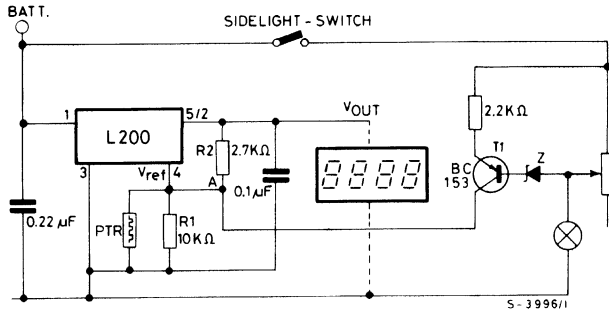 BATT.
SIDELIGHT-SWITCH
1
L200
5/2
3
Vref
4
A
R2
2.7KΩ
VOUT
2.2KΩ
T1
BC
153
Z
0.22 μF
PTR
R1
10KΩ
0.1μF
8888
S-3996/1